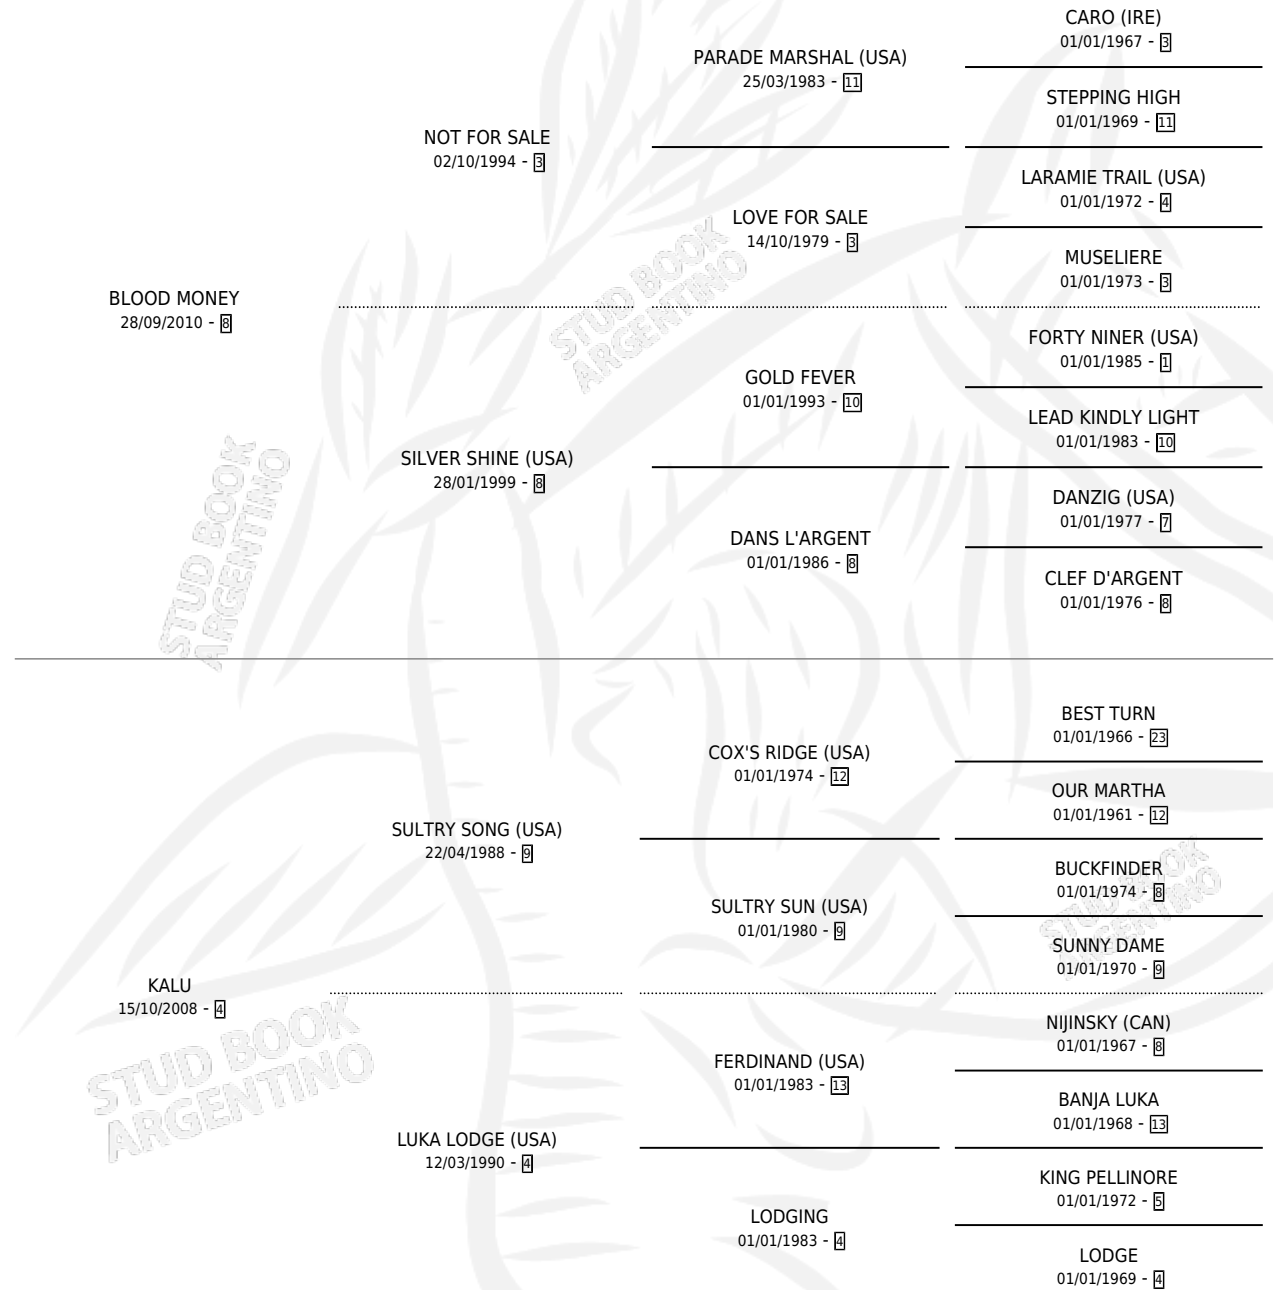 CARO (IRE)
01/01/1967 - 3
PARADE MARSHAL (USA)
25/03/1983 - 11
STEPPING HIGH
01/01/1969 - 11
NOT FOR SALE
02/10/1994 - 3
LARAMIE TRAIL (USA)
01/01/1972 - 4
LOVE FOR SALE
14/10/1979 - 3
MUSELIERE
01/01/1973 - 3
BLOOD MONEY
28/09/2010 - 8
FORTY NINER (USA)
01/01/1985 - 1
GOLD FEVER
01/01/1993 - 10
LEAD KINDLY LIGHT
01/01/1983 - 10
SILVER SHINE (USA)
28/01/1999 - 8
DANZIG (USA)
01/01/1977 - 7
DANS L'ARGENT
01/01/1986 - 8
CLEF D'ARGENT
01/01/1976 - 8
STUD BOOK
ARGENTINO
STUD BOOK
ARGENTINO
BEST TURN
01/01/1966 - 23
COX'S RIDGE (USA)
01/01/1974 - 12
OUR MARTHA
01/01/1961 - 12
SULTRY SONG (USA)
22/04/1988 - 9
BUCKFINDER
01/01/1974 - 8
SULTRY SUN (USA)
01/01/1980 - 9
SUNNY DAME
01/01/1970 - 9
KALU
15/10/2008 - 4
NIJINSKY (CAN)
01/01/1967 - 8
FERDINAND (USA)
01/01/1983 - 13
BANJA LUKA
01/01/1968 - 13
LUKA LODGE (USA)
12/03/1990 - 4
KING PELLINORE
01/01/1972 - 5
LODGING
01/01/1983 - 4
LODGE
01/01/1969 - 4
STUD BOOK
ARGENTINO
STUD BOOK
ARGENTINO